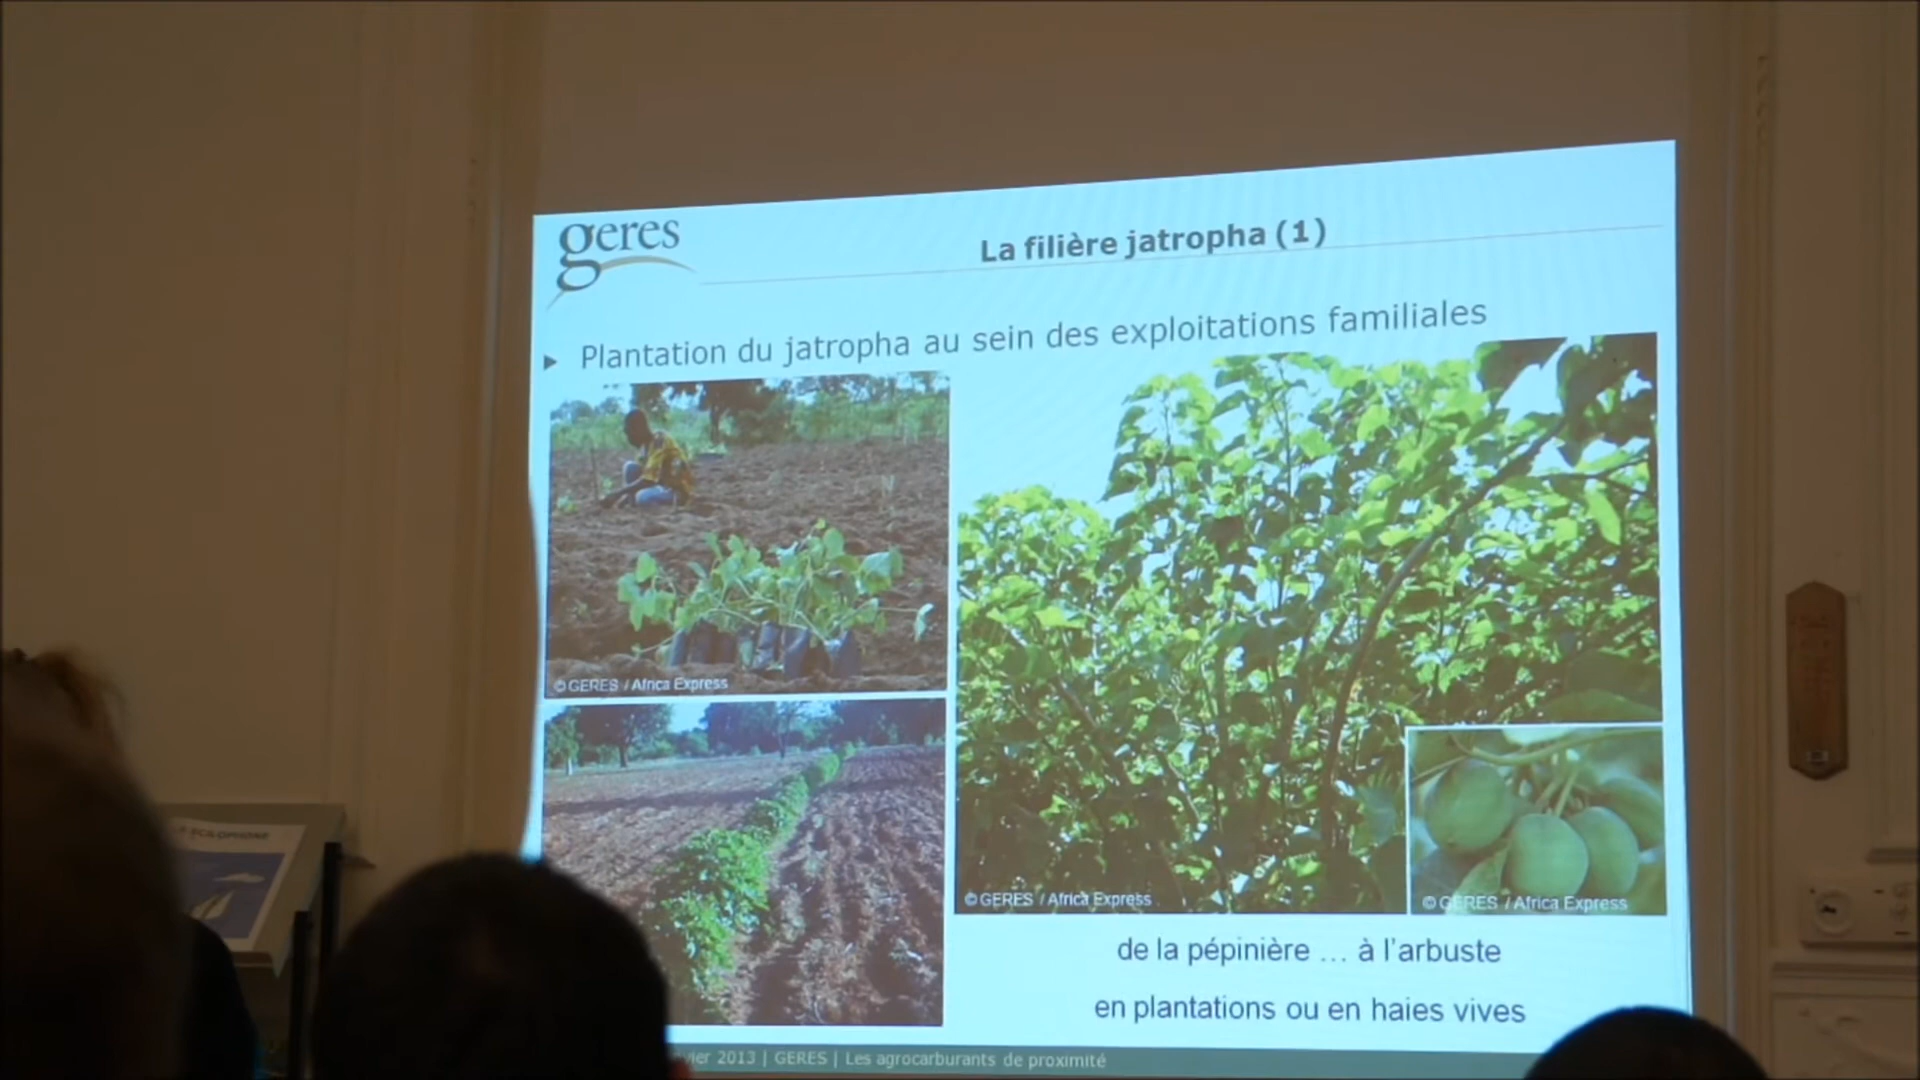 geres
La filière jatropha (1)
Plantation du jatropha au sein des exploitations familiales
© GERES / Africa Express
© GERES / Africa Express
© GERES / Africa Express
de la pépinière ... à l'arbuste
en plantations ou en haies vives
vier 2013 | GERES | Les agrocarburants de proximité